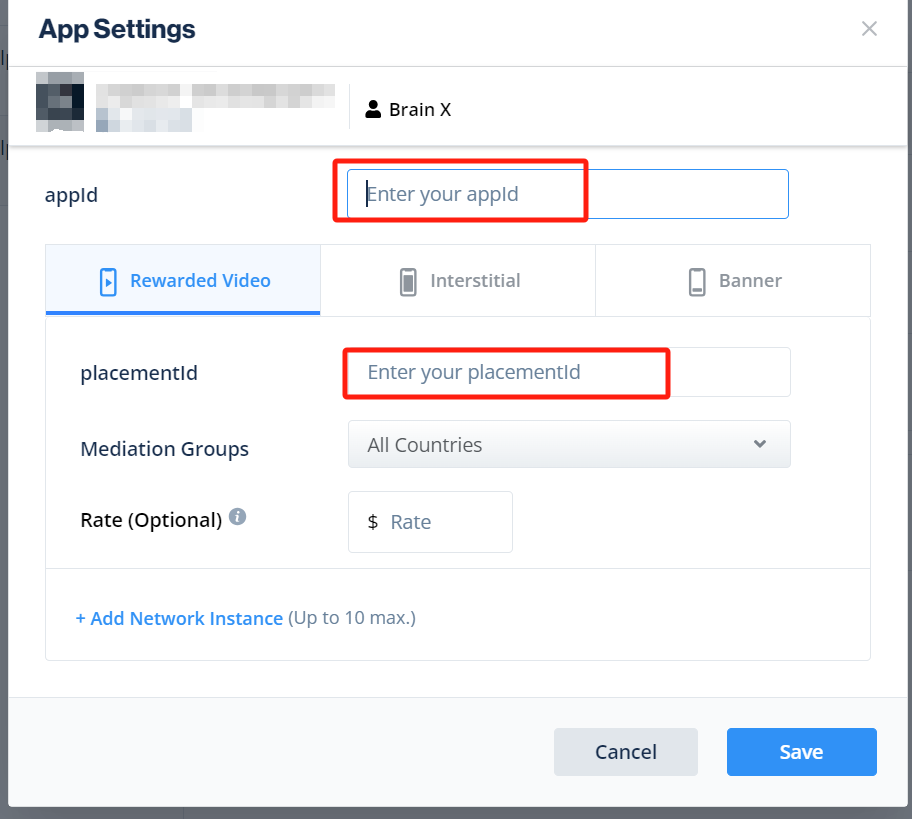 App Settings
Brain X
appId
Enter your appId
Rewarded Video
Interstitial
Banner
placementId
Enter your placementId
Mediation Groups
All Countries
Rate (Optional)
$ Rate
+ Add Network Instance (Up to 10 max.)
Cancel
Save